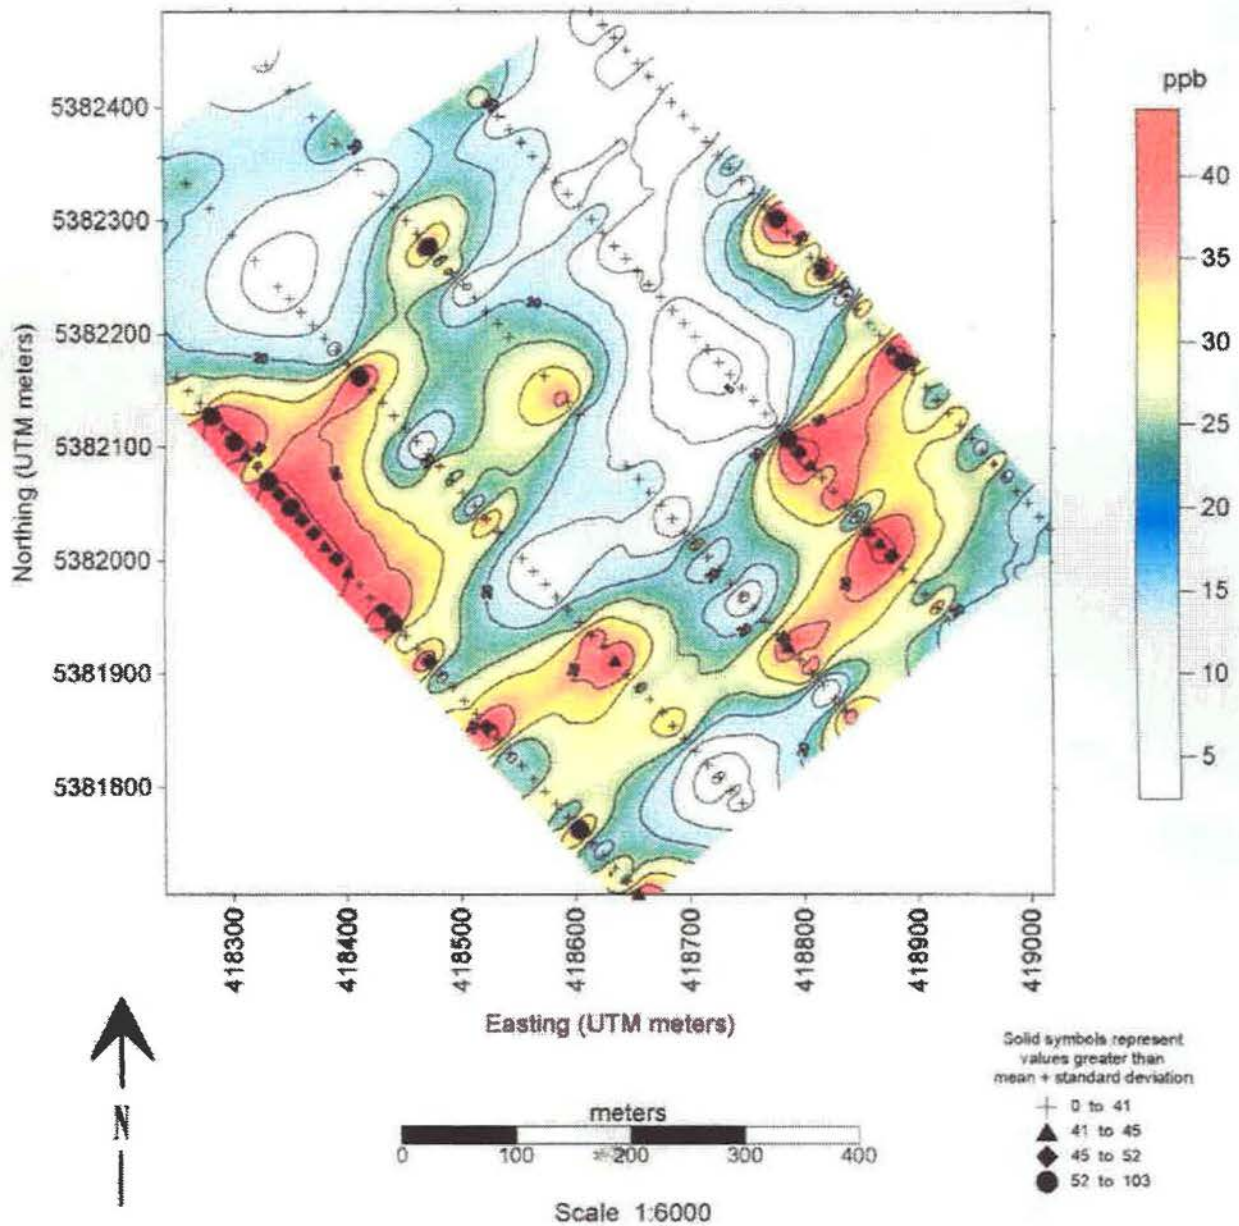 ppb
40
35
30
25
20
15
10
5
Northing (UTM meters)
5382400
5382300
5382200
5382100
5382000
5381900
5381800
20
20
418300
418400
418500
418600
418700
418800
418900
419000
Easting (UTM meters)
N
meters
0 100 200 300 400
Scale 1:6000
Solid symbols represent
values greater than
mean + standard deviation
0 to 41
41 to 45
45 to 52
52 to 103